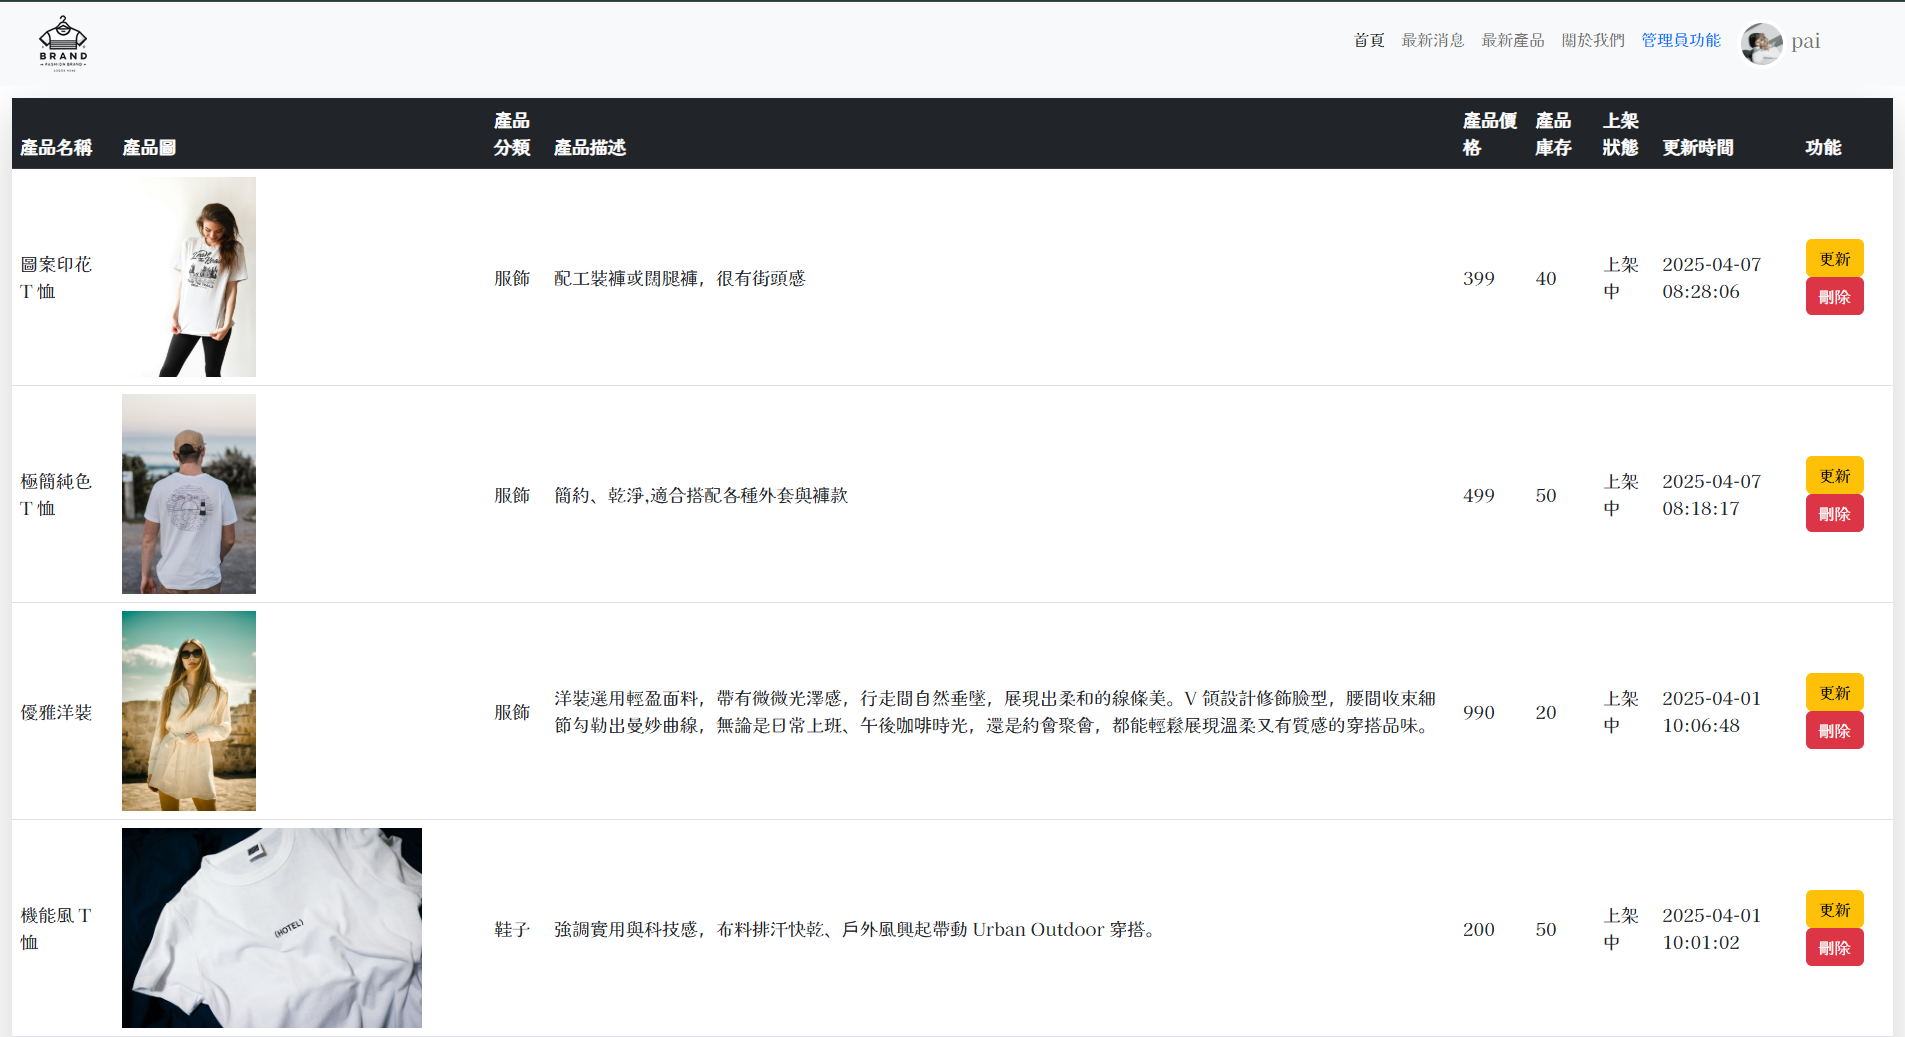 BRAND
FASHION BRAND
首頁 最新消息 最新產品 關於我們 管理員功能 pai
產品名稱 產品圖 產品分類 產品描述 產品價格 產品庫存 上架狀態 更新時間 功能
圖案印花
T 恤
服飾
配工裝褲或闊腿褲，很有街頭感
399
40
上架
中
2025-04-07
08:28:06
更新
刪除
極簡純色
T 恤
服飾
簡約、乾淨,適合搭配各種外套與褲款
499
50
上架
中
2025-04-07
08:18:17
更新
刪除
優雅洋裝
服飾
洋裝選用輕盈面料，帶有微微光澤感，行走間自然垂墜，展現出柔和的線條美。V 領設計修飾臉型，腰間收束細
節勾勒出曼妙曲線，無論是日常上班、午後咖啡時光，還是約會聚會，都能輕鬆展現溫柔又有質感的穿搭品味。
990
20
上架
中
2025-04-01
10:06:48
更新
刪除
機能風 T
恤
(HOTEL)
鞋子
強調實用與科技感，布料排汗快乾、戶外風興起帶動 Urban Outdoor 穿搭。
200
50
上架
中
2025-04-01
10:01:02
更新
刪除